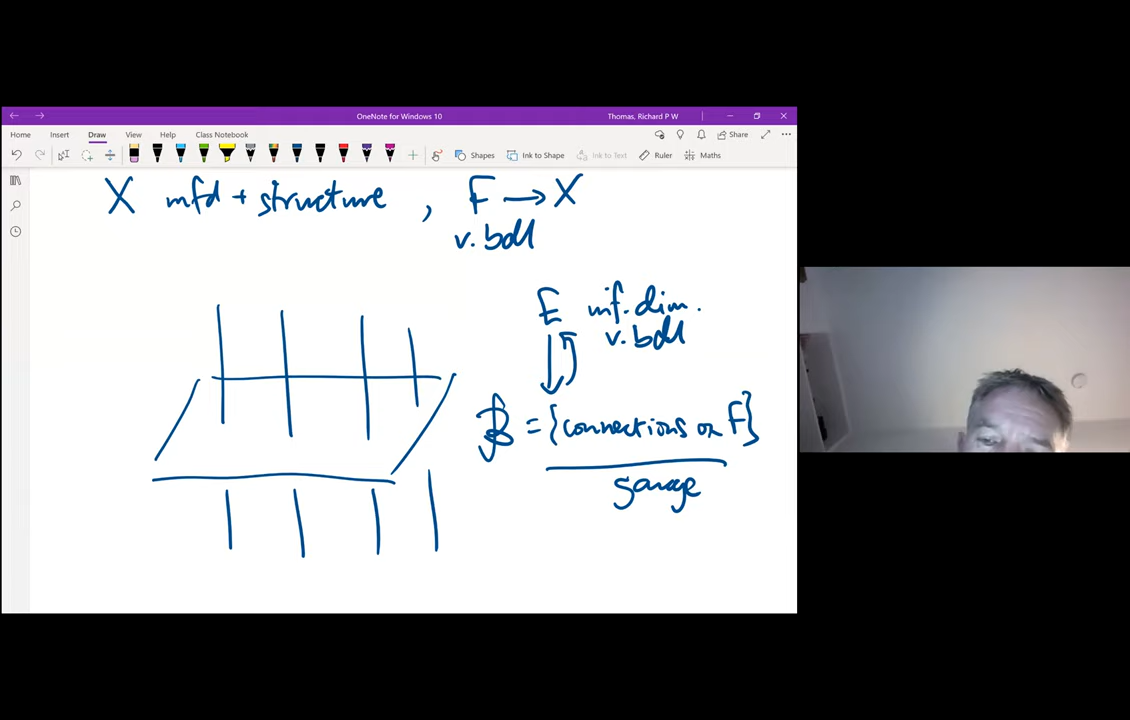 OneNote for Windows 10
Thomas, Richard P W
Home Insert Draw View Help Class Notebook
Share
Shapes Ink to Shape Ink to Text Ruler Maths
X mfd + structure , F → X
v. bdl
E inf. dim.
v. bdl
B = {connections on F}
gauge